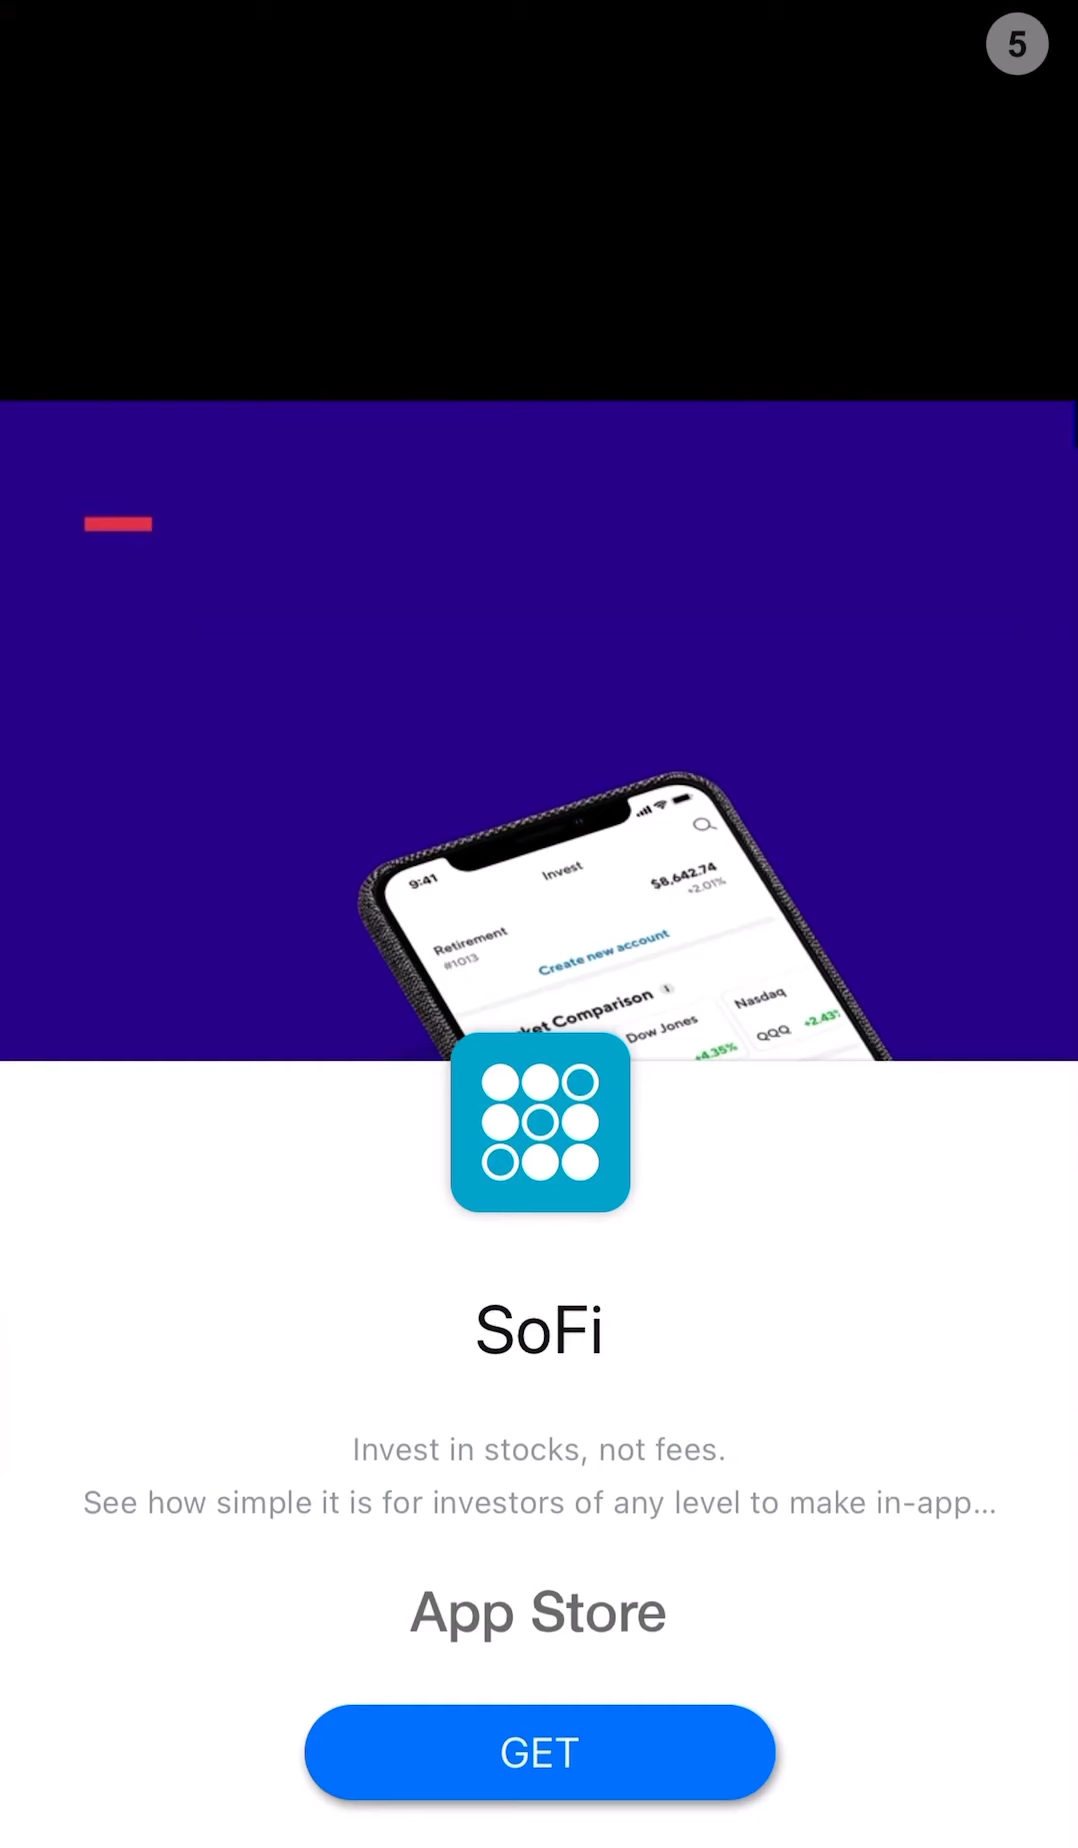 5
9:41
Invest
$8,642.74
+2.01%
Retirement
#1013
Create new account
Comparison
Dow Jones
+4.35%
Nasdaq
QQQ
SoFi
Invest in stocks, not fees.
See how simple it is for investors of any level to make in-app...
App Store
GET